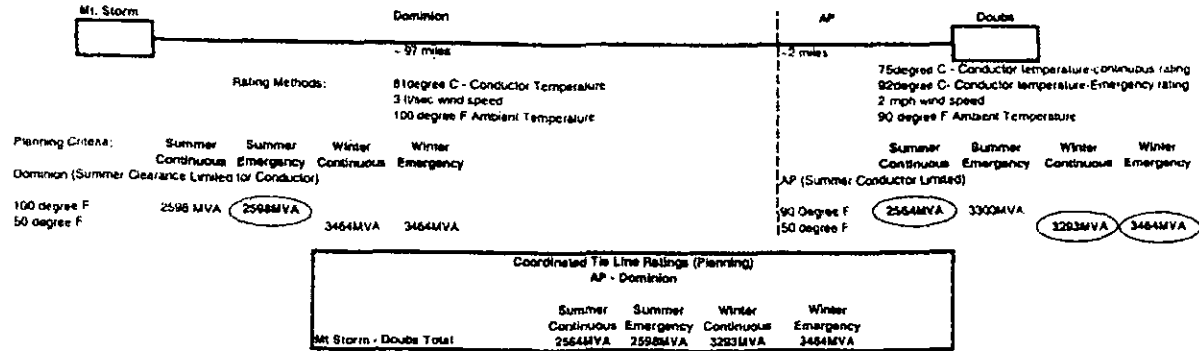 Mt. Storm Dominion AP Doubs
~ 97 miles ~2 miles
Rating Methods: 81degree C - Conductor Temperature
3 ft/sec wind speed
100 degree F Ambient Temperature
75degree C - Conductor temperature-continuous rating
92degree C- Conductor temperature-Emergency rating
2 mph wind speed
90 degree F Ambient Temperature
Planning Criteria: Summer Summer Winter Winter
Continuous Emergency Continuous Emergency
Dominion (Summer Clearance Limited for Conductor)
100 degree F 2598 MVA 2598MVA
50 degree F 3464MVA 3464MVA
Summer Summer Winter Winter
Continuous Emergency Continuous Emergency
AP (Summer Conductor Limited)
90 Degree F 2564MVA 3300MVA
50 degree F 3293MVA 3464MVA
Coordinated Tie Line Ratings (Planning)
AP - Dominion
Summer Summer Winter Winter
Continuous Emergency Continuous Emergency
Mt Storm - Doubs Total 2564MVA 2598MVA 3293MVA 3464MVA